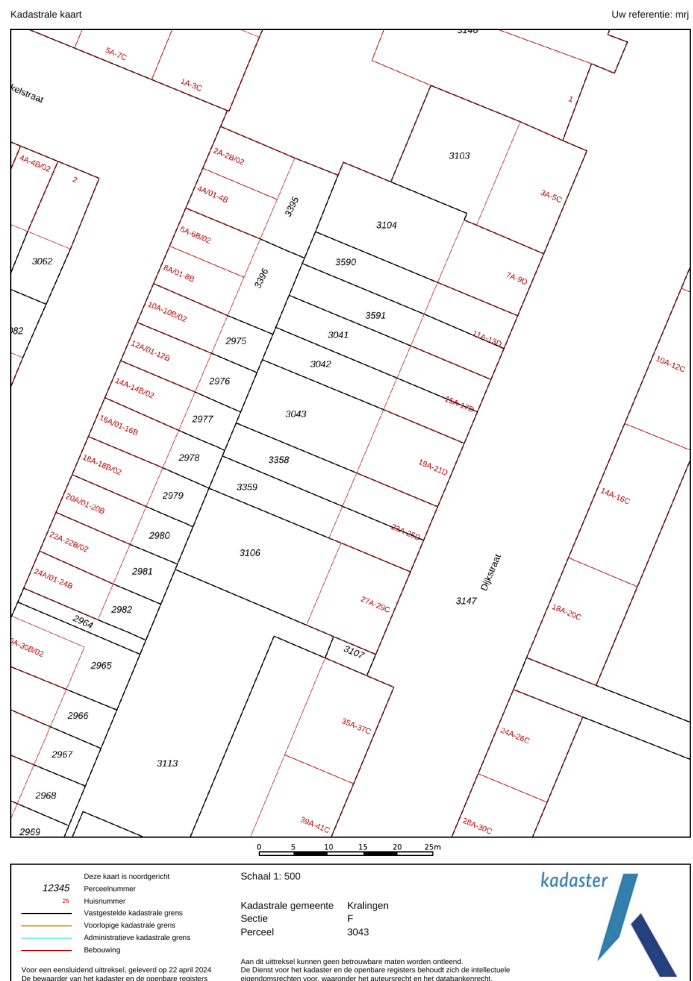 Kadastrale kaart
Uw referentie: mrj
3146
5A-7C
1A-3C
1
kelstraat
3103
2A-2B/02
4A-4B/02
2
4A/01-4B
3395
3A-5C
3104
6A-6B/02
3062
3590
8A/01-8B
3396
7A-9D
10A-10B/02
3591
082
2975
3041
11A-13D
12A/01-12B
3042
10A-12C
2976
14A-14B/02
15A-17D
2977
3043
16A/01-16B
2978
3358
18A-18B/02
19A-21D
2979
3359
14A-16C
20A/01-20B
2980
23A-25D
22A-22B/02
3106
2981
Dijkstraat
24A/01-24B
3147
27A-29C
2982
18A-20C
2964
3107
2965
2966
35A-37C
24A-26C
2967
3113
2968
39A-41C
28A-30C
2969
0 5 10 15 20 25m
Deze kaart is noordgericht
12345 Perceelnummer
25 Huisnummer
Vastgestelde kadastrale grens
Voorlopige kadastrale grens
Administratieve kadastrale grens
Bebouwing
Voor een eensluidend uittreksel, geleverd op 22 april 2024
De bewaarder van het kadaster en de openbare registers
Schaal 1: 500
Kadastrale gemeente Kralingen
Sectie F
Perceel 3043
Aan dit uittreksel kunnen geen betrouwbare maten worden ontleend.
De Dienst voor het kadaster en de openbare registers behoudt zich de intellectuele
eigendomsrechten voor, waaronder het auteursrecht en het databankenrecht.
kadaster